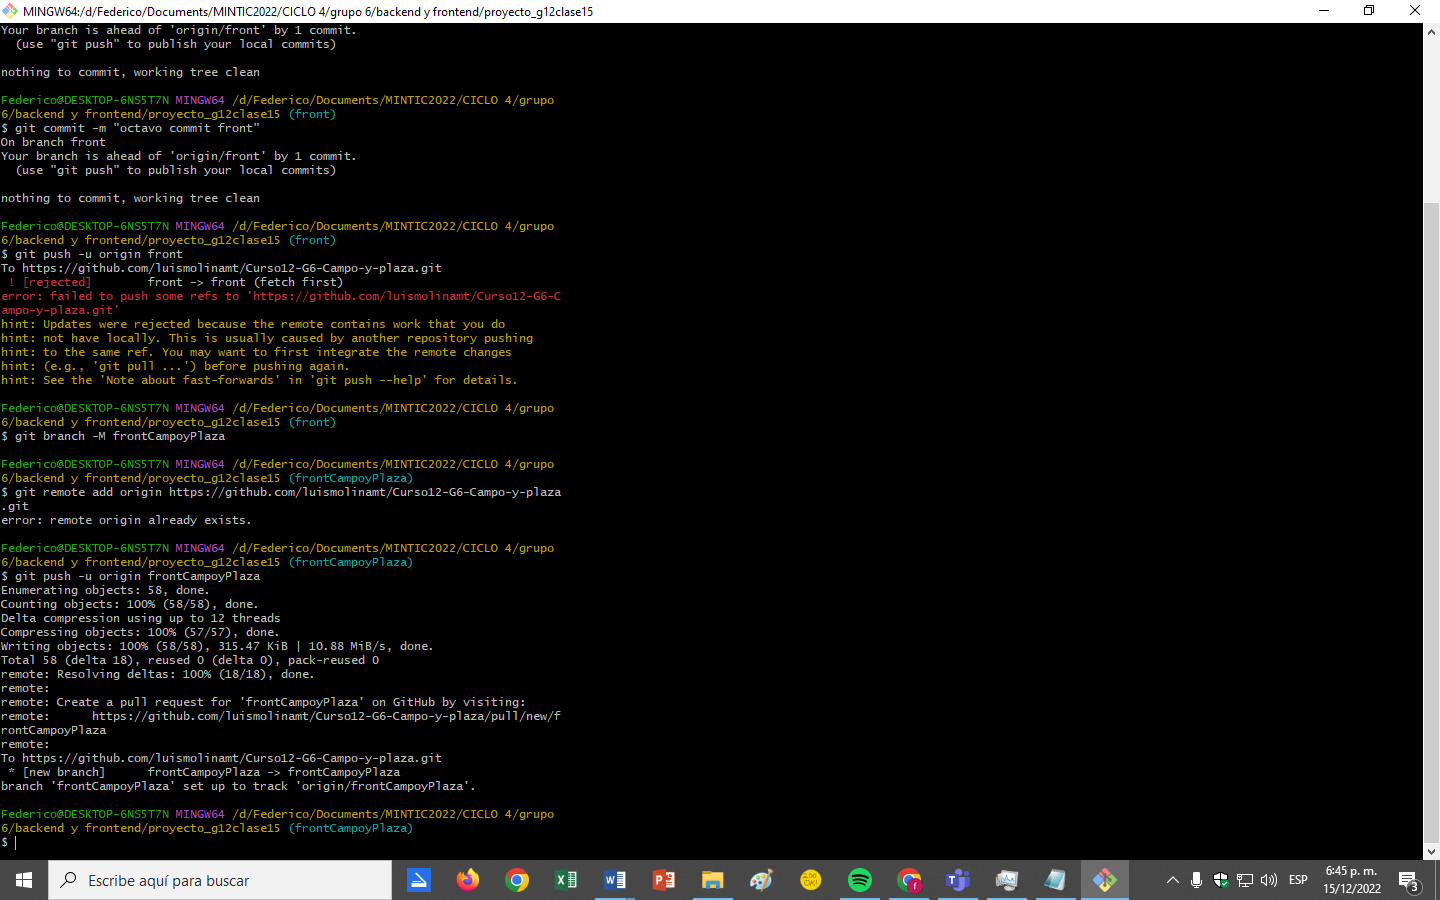 MINGW64:/d/Federico/Documents/MINTIC2022/CICLO 4/grupo 6/backend y frontend/proyecto_g12clase15
Your branch is ahead of 'origin/front' by 1 commit.
  (use "git push" to publish your local commits)
nothing to commit, working tree clean
Federico@DESKTOP-6NS5T7N MINGW64 /d/Federico/Documents/MINTIC2022/CICLO 4/grupo
6/backend y frontend/proyecto_g12clase15 (front)
$ git commit -m "octavo commit front"
On branch front
Your branch is ahead of 'origin/front' by 1 commit.
  (use "git push" to publish your local commits)
nothing to commit, working tree clean
Federico@DESKTOP-6NS5T7N MINGW64 /d/Federico/Documents/MINTIC2022/CICLO 4/grupo
6/backend y frontend/proyecto_g12clase15 (front)
$ git push -u origin front
To https://github.com/luismolinamt/Curso12-G6-Campo-y-plaza.git
 ! [rejected]        front -> front (fetch first)
error: failed to push some refs to 'https://github.com/luismolinamt/Curso12-G6-C
ampo-y-plaza.git'
hint: Updates were rejected because the remote contains work that you do
hint: not have locally. This is usually caused by another repository pushing
hint: to the same ref. You may want to first integrate the remote changes
hint: (e.g., 'git pull ...') before pushing again.
hint: See the 'Note about fast-forwards' in 'git push --help' for details.
Federico@DESKTOP-6NS5T7N MINGW64 /d/Federico/Documents/MINTIC2022/CICLO 4/grupo
6/backend y frontend/proyecto_g12clase15 (front)
$ git branch -M frontCampoyPlaza
Federico@DESKTOP-6NS5T7N MINGW64 /d/Federico/Documents/MINTIC2022/CICLO 4/grupo
6/backend y frontend/proyecto_g12clase15 (frontCampoyPlaza)
$ git remote add origin https://github.com/luismolinamt/Curso12-G6-Campo-y-plaza
.git
error: remote origin already exists.
Federico@DESKTOP-6NS5T7N MINGW64 /d/Federico/Documents/MINTIC2022/CICLO 4/grupo
6/backend y frontend/proyecto_g12clase15 (frontCampoyPlaza)
$ git push -u origin frontCampoyPlaza
Enumerating objects: 58, done.
Counting objects: 100% (58/58), done.
Delta compression using up to 12 threads
Compressing objects: 100% (57/57), done.
Writing objects: 100% (58/58), 315.47 KiB | 10.88 MiB/s, done.
Total 58 (delta 18), reused 0 (delta 0), pack-reused 0
remote: Resolving deltas: 100% (18/18), done.
remote:
remote: Create a pull request for 'frontCampoyPlaza' on GitHub by visiting:
remote:      https://github.com/luismolinamt/Curso12-G6-Campo-y-plaza/pull/new/f
rontCampoyPlaza
remote:
To https://github.com/luismolinamt/Curso12-G6-Campo-y-plaza.git
 * [new branch]      frontCampoyPlaza -> frontCampoyPlaza
branch 'frontCampoyPlaza' set up to track 'origin/frontCampoyPlaza'.
Federico@DESKTOP-6NS5T7N MINGW64 /d/Federico/Documents/MINTIC2022/CICLO 4/grupo
6/backend y frontend/proyecto_g12clase15 (frontCampoyPlaza)
$
Escribe aquí para buscar
ESP
6:45 p. m.
15/12/2022
3